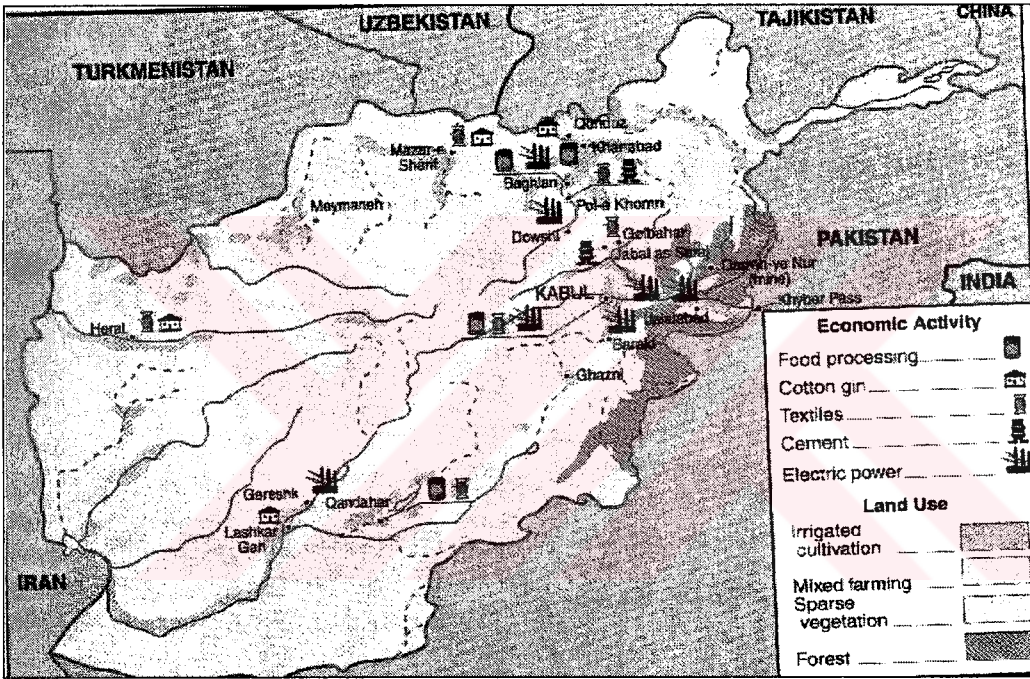 UZBEKISTAN
TAJIKISTAN
CHINA
TURKMENISTAN
Qonduz
Mazar-e
Sharif
Khanabad
Baghlan
Meymaneh
Pol-e Khomri
Dowshi
Golbahar
Jabal as Saraj
PAKISTAN
(mine)
INDIA
KABUL
Khyber Pass
Herat
Jalalabad
Baraki
Ghazni
Gereshk
Qandahar
Lashkar
Gah
IRAN
Economic Activity
Food processing
Cotton gin
Textiles
Cement
Electric power
Land Use
Irrigated
cultivation
Mixed farming
Sparse
vegetation
Forest